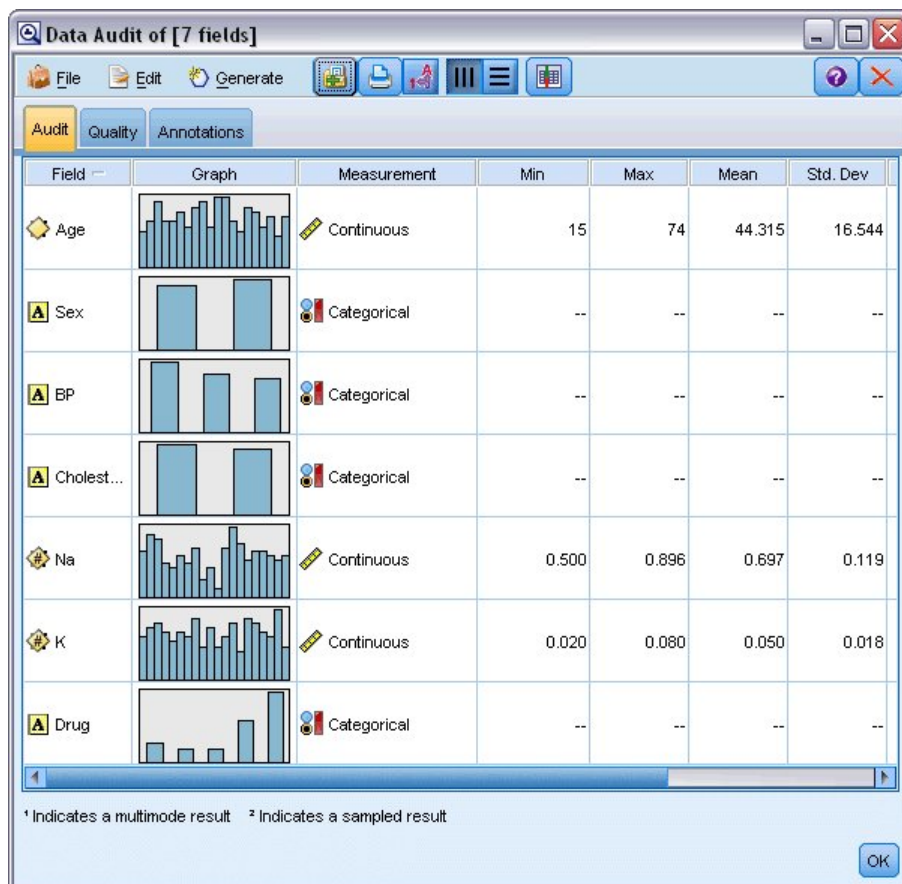 Data Audit of [7 fields]
File Edit Generate
Audit Quality Annotations
Field Graph Measurement Min Max Mean Std. Dev
Age Continuous 15 74 44.315 16.544
A Sex Categorical -- -- -- --
A BP Categorical -- -- -- --
A Cholest... Categorical -- -- -- --
# Na Continuous 0.500 0.896 0.697 0.119
# K Continuous 0.020 0.080 0.050 0.018
A Drug Categorical -- -- -- --
¹ Indicates a multimode result ² Indicates a sampled result
OK